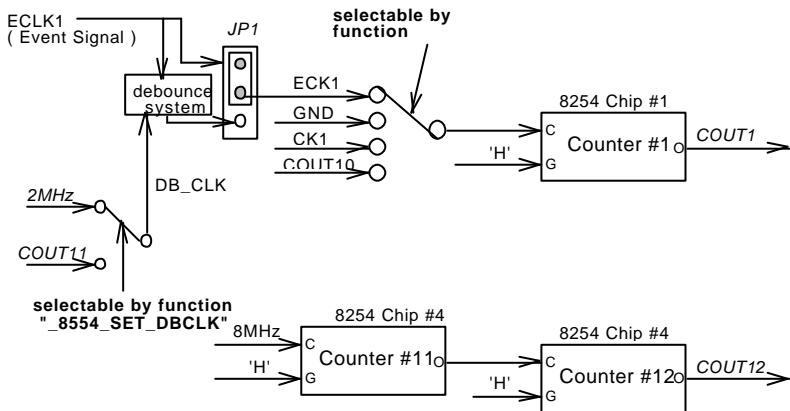 ECLK1
( Event Signal )
JP1
selectable by
function
debounce
system
ECK1
GND
CK1
COUT10
8254 Chip #1
C
Counter #1
O
COUT1
'H'
G
DB_CLK
2MHz
COUT11
selectable by function
"_8554_SET_DBCLK"
8254 Chip #4
8MHz
C
Counter #11
O
'H'
G
8254 Chip #4
C
Counter #12
O
COUT12
'H'
G